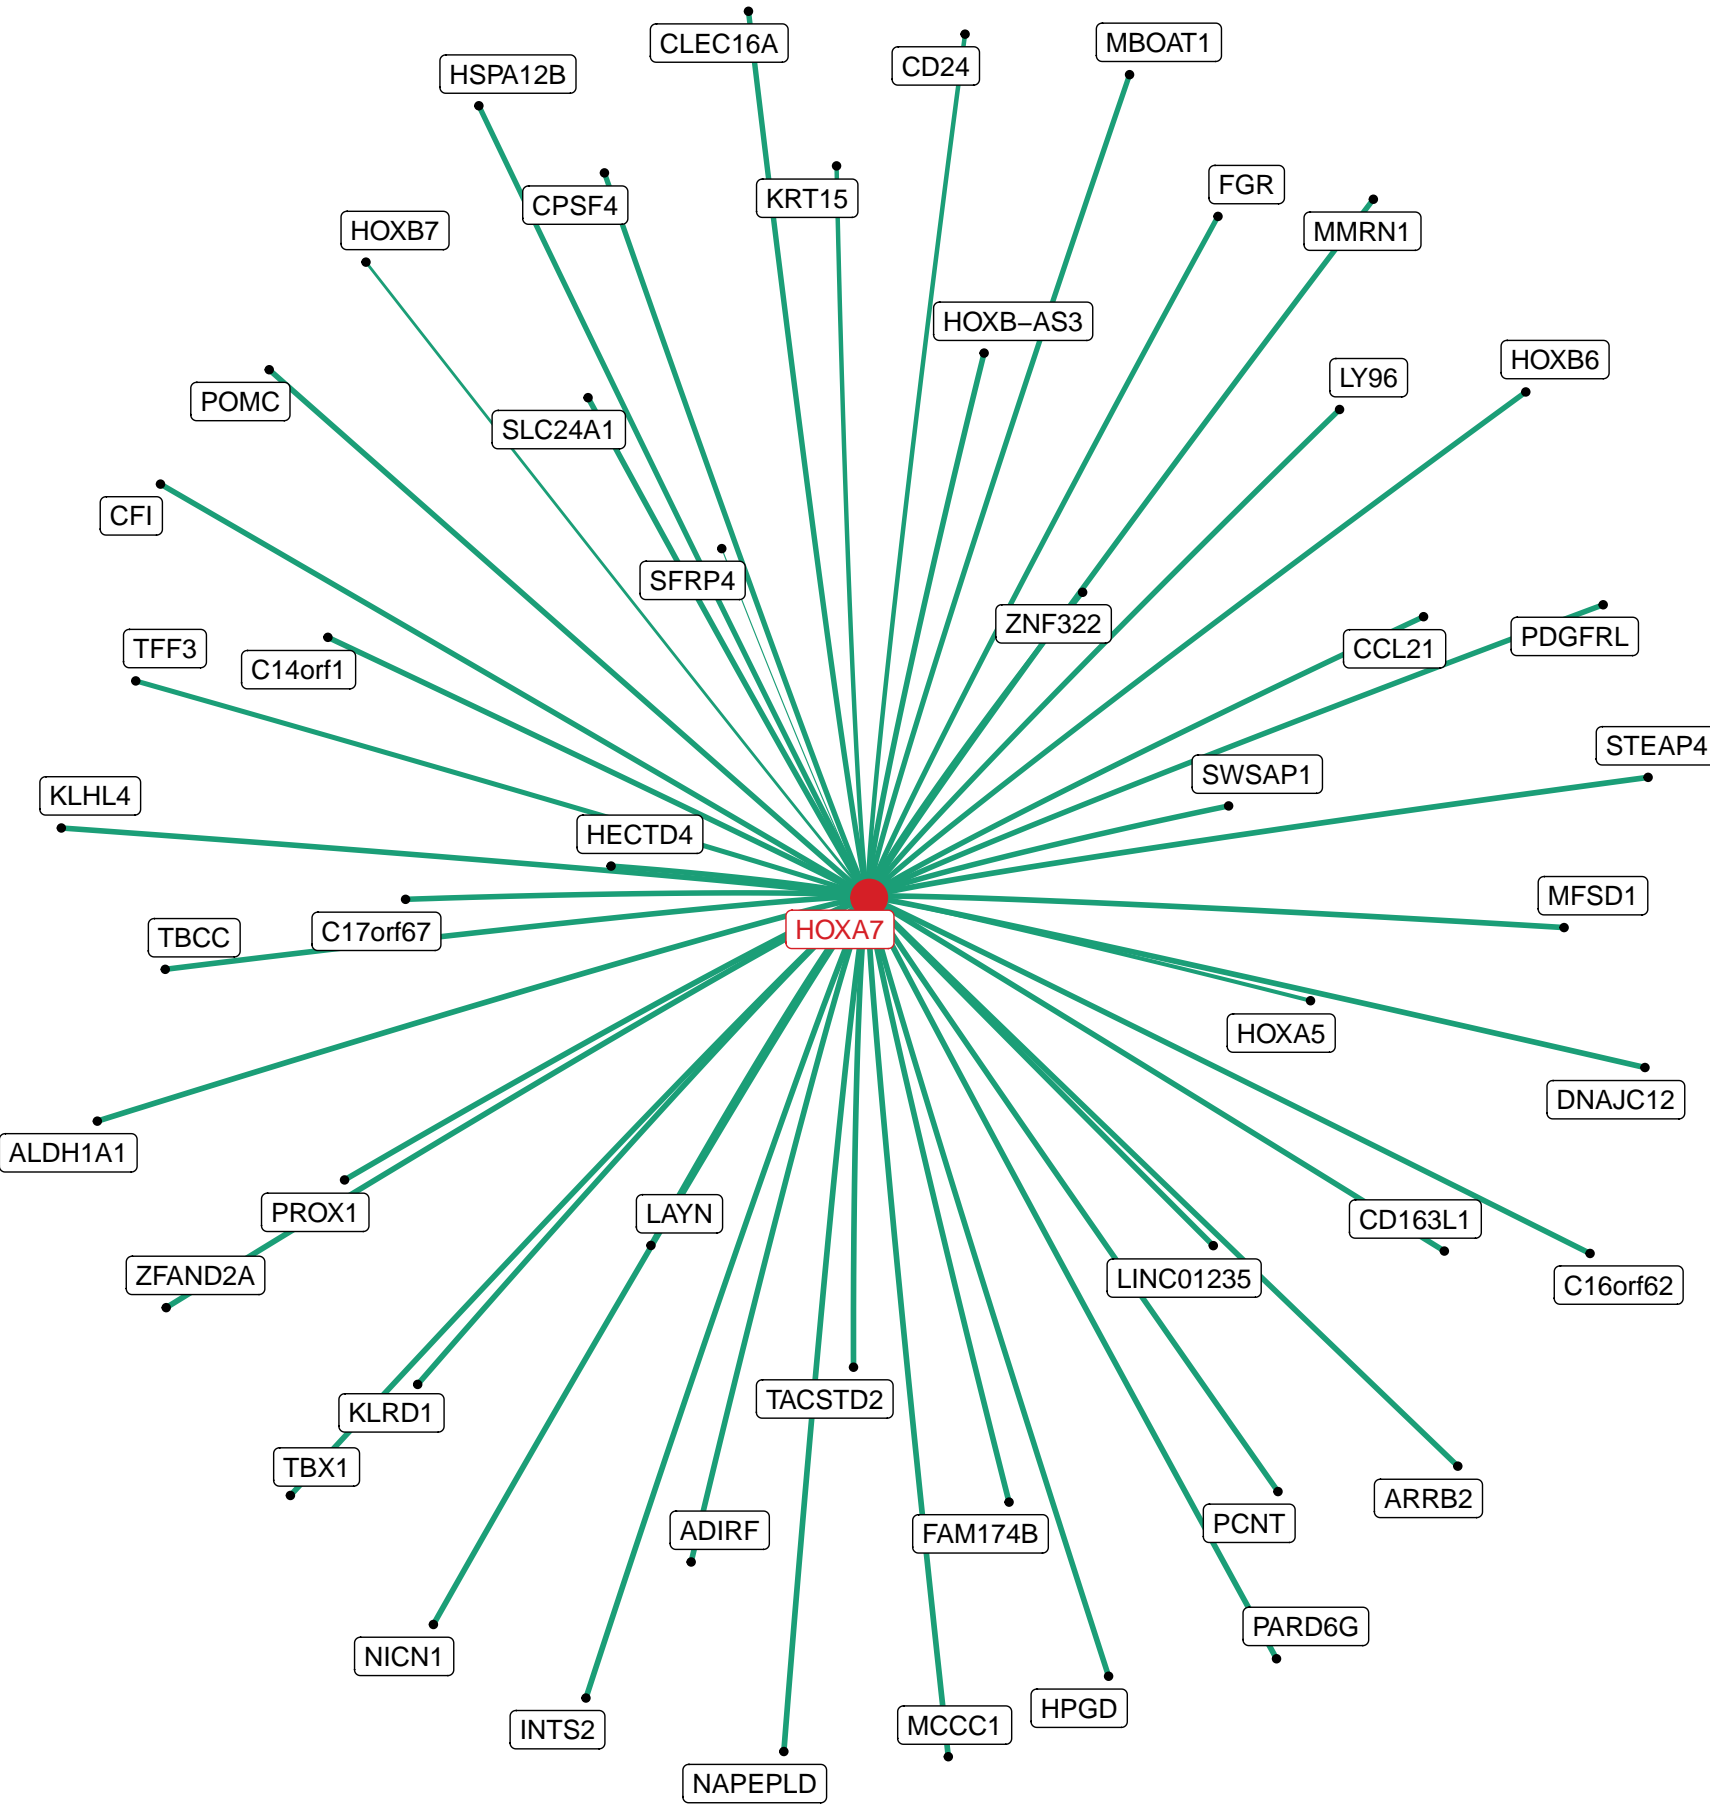 CLEC16A
MBOAT1
CD24
HSPA12B
FGR
KRT15
CPSF4
HOXB7
MMRN1
HOXB−AS3
HOXB6
LY96
POMC
SLC24A1
CFI
SFRP4
ZNF322
PDGFRL
CCL21
TFF3
C14orf1
STEAP4
SWSAP1
KLHL4
HECTD4
MFSD1
HOXA7
C17orf67
TBCC
HOXA5
DNAJC12
ALDH1A1
PROX1
LAYN
CD163L1
ZFAND2A
LINC01235
C16orf62
TACSTD2
KLRD1
TBX1
ARRB2
PCNT
ADIRF
FAM174B
PARD6G
NICN1
HPGD
MCCC1
INTS2
NAPEPLD